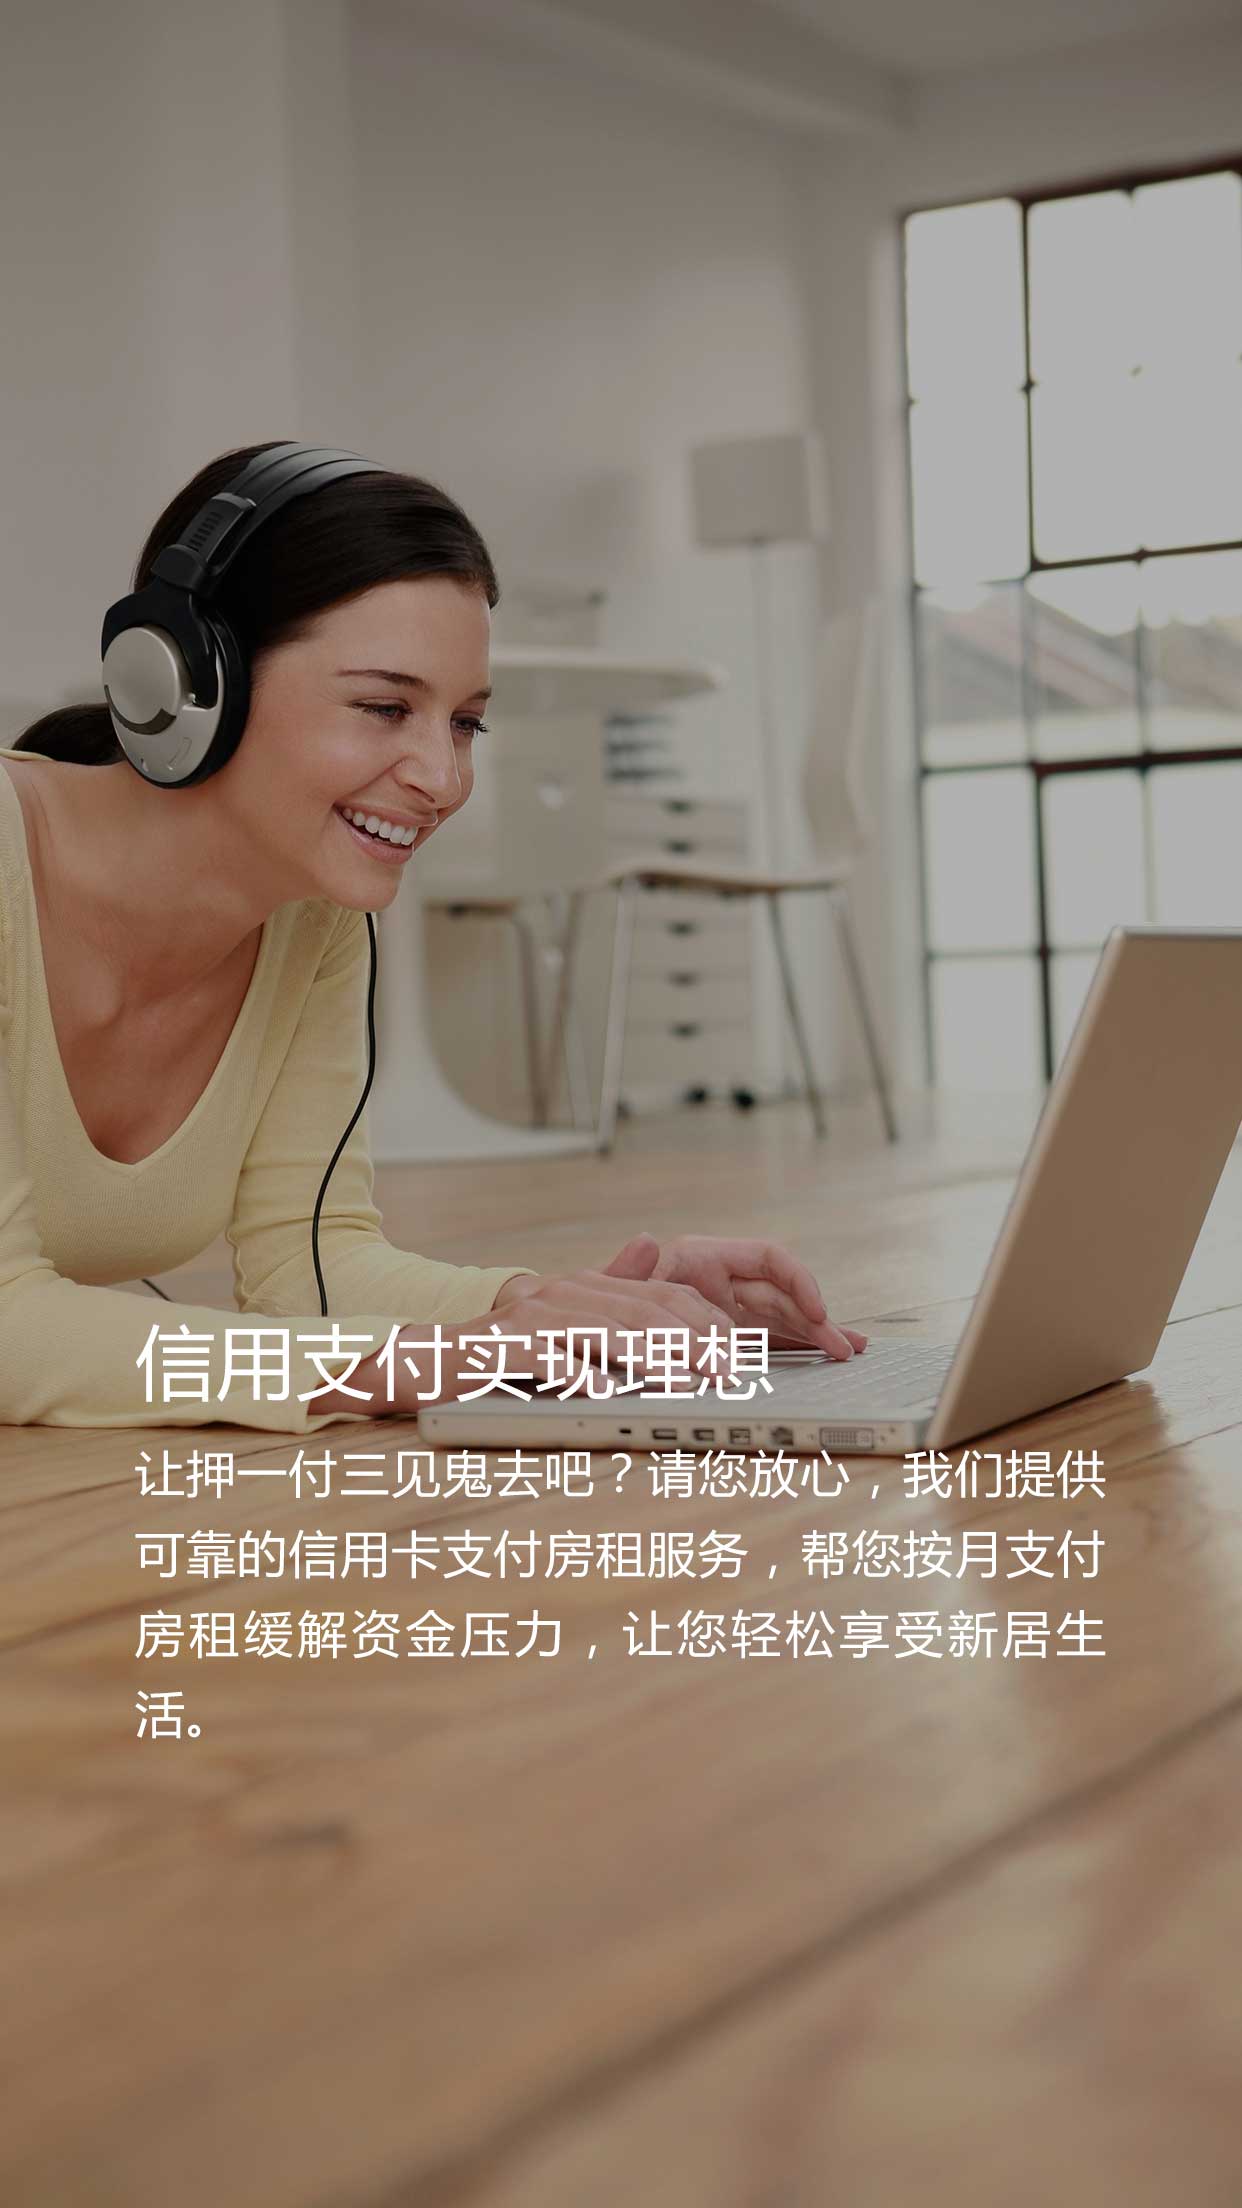 信用支付实现理想
让押一付三见鬼去吧？请您放心，我们提供
可靠的信用卡支付房租服务，帮您按月支付
房租缓解资金压力，让您轻松享受新居生
活。